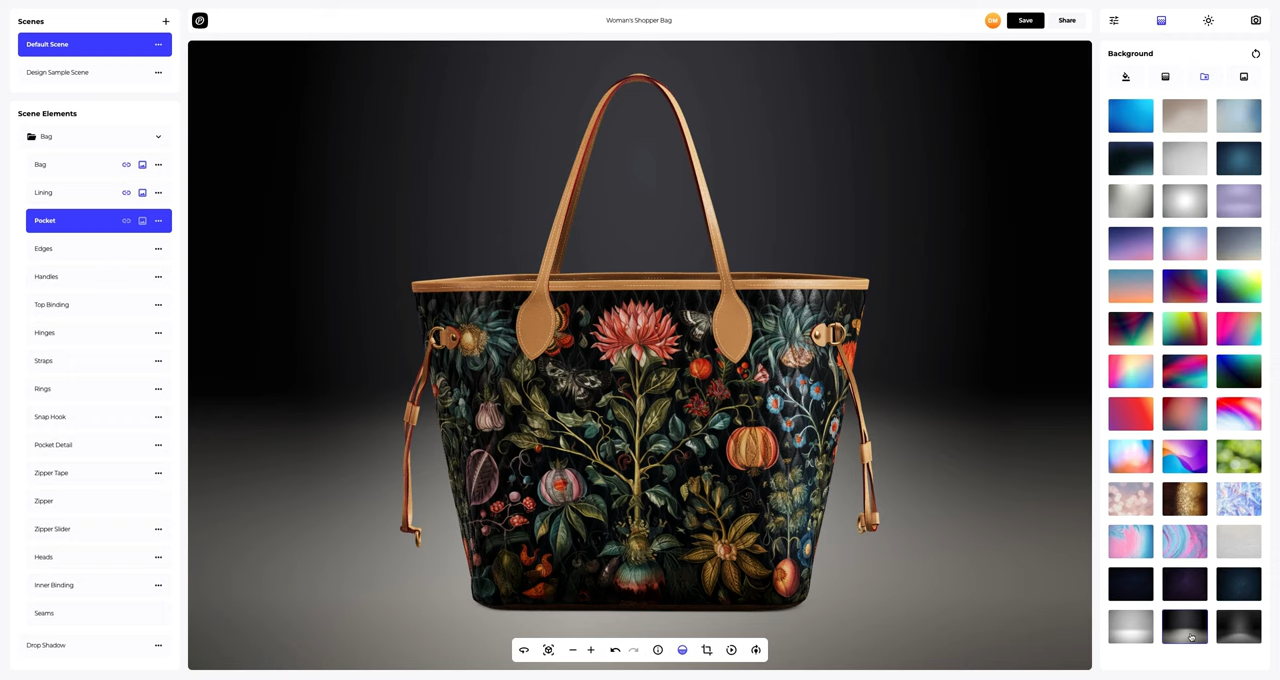 Scenes
Default Scene
Design Sample Scene
Scene Elements
Bag
Bag
Lining
Pocket
Edges
Handles
Top Binding
Hinges
Straps
Rings
Snap Hook
Pocket Detail
Zipper Tape
Zipper
Zipper Slider
Heads
Inner Binding
Seams
Drop Shadow
Woman's Shopper Bag
DM
Save
Share
Background